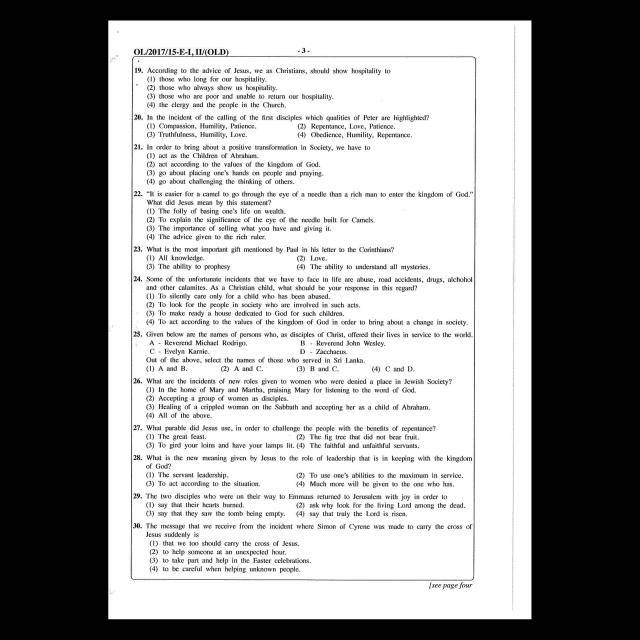 OL/2017/15-E-I, II/(OLD)
- 3 -
19. According to the advice of Jesus, we as Christians, should show hospitality to
(1) those who long for our hospitality.
(2) those who always show us hospitality.
(3) those who are poor and unable to return our hospitality.
(4) the clergy and the people in the Church.
20. In the incident of the calling of the first disciples which qualities of Peter are highlighted?
(1) Compassion, Humility, Patience. (2) Repentance, Love, Patience.
(3) Truthfulness, Humility, Love. (4) Obedience, Humility, Repentance.
21. In order to bring about a positive transformation in Society, we have to
(1) act as the Children of Abraham.
(2) act according to the values of the kingdom of God.
(3) go about placing one's hands on people and praying.
(4) go about challenging the thinking of others.
22. "It is easier for a camel to go through the eye of a needle than a rich man to enter the kingdom of God."
What did Jesus mean by this statement?
(1) The folly of basing one's life on wealth.
(2) To explain the significance of the eye of the needle built for Camels.
(3) The importance of selling what you have and giving it.
(4) The advice given to the rich ruler.
23. What is the most important gift mentioned by Paul in his letter to the Corinthians?
(1) All knowledge. (2) Love.
(3) The ability to prophesy (4) The ability to understand all mysteries.
24. Some of the unfortunate incidents that we have to face in life are abuse, road accidents, drugs, alchohol
and other calamites. As a Christian child, what should be your response in this regard?
(1) To silently care only for a child who has been abused.
(2) To look for the people in society who are involved in such acts.
(3) To make ready a house dedicated to God for such children.
(4) To act according to the values of the kingdom of God in order to bring about a change in society.
25. Given below are the names of persons who, as disciples of Christ, offered their lives in service to the world.
A - Reverend Michael Rodrigo. B - Reverend John Wesley.
C - Evelyn Karnie. D - Zacchaeus.
Out of the above, select the names of those who served in Sri Lanka.
(1) A and B. (2) A and C. (3) B and C. (4) C and D.
26. What are the incidents of new roles given to women who were denied a place in Jewish Society?
(1) In the home of Mary and Martha, praising Mary for listening to the word of God.
(2) Accepting a group of women as disciples.
(3) Healing of a crippled woman on the Sabbath and accepting her as a child of Abraham.
(4) All of the above.
27. What parable did Jesus use, in order to challenge the people with the benefits of repentance?
(1) The great feast. (2) The fig tree that did not bear fruit.
(3) To gird your loins and have your lamps lit. (4) The faithful and unfaithful servants.
28. What is the new meaning given by Jesus to the role of leadership that is in keeping with the kingdom
of God?
(1) The servant leadership. (2) To use one's abilities to the maximum in service.
(3) To act according to the situation. (4) Much more will be given to the one who has.
29. The two disciples who were on their way to Emmaus returned to Jerusalem with joy in order to
(1) say that their hearts burned. (2) ask why look for the living Lord among the dead.
(3) say that they saw the tomb being empty. (4) say that truly the Lord is risen.
30. The message that we receive from the incident where Simon of Cyrene was made to carry the cross of
Jesus suddenly is
(1) that we too should carry the cross of Jesus.
(2) to help someone at an unexpected hour.
(3) to take part and help in the Easter celebrations.
(4) to be careful when helping unknown people.
[see page four